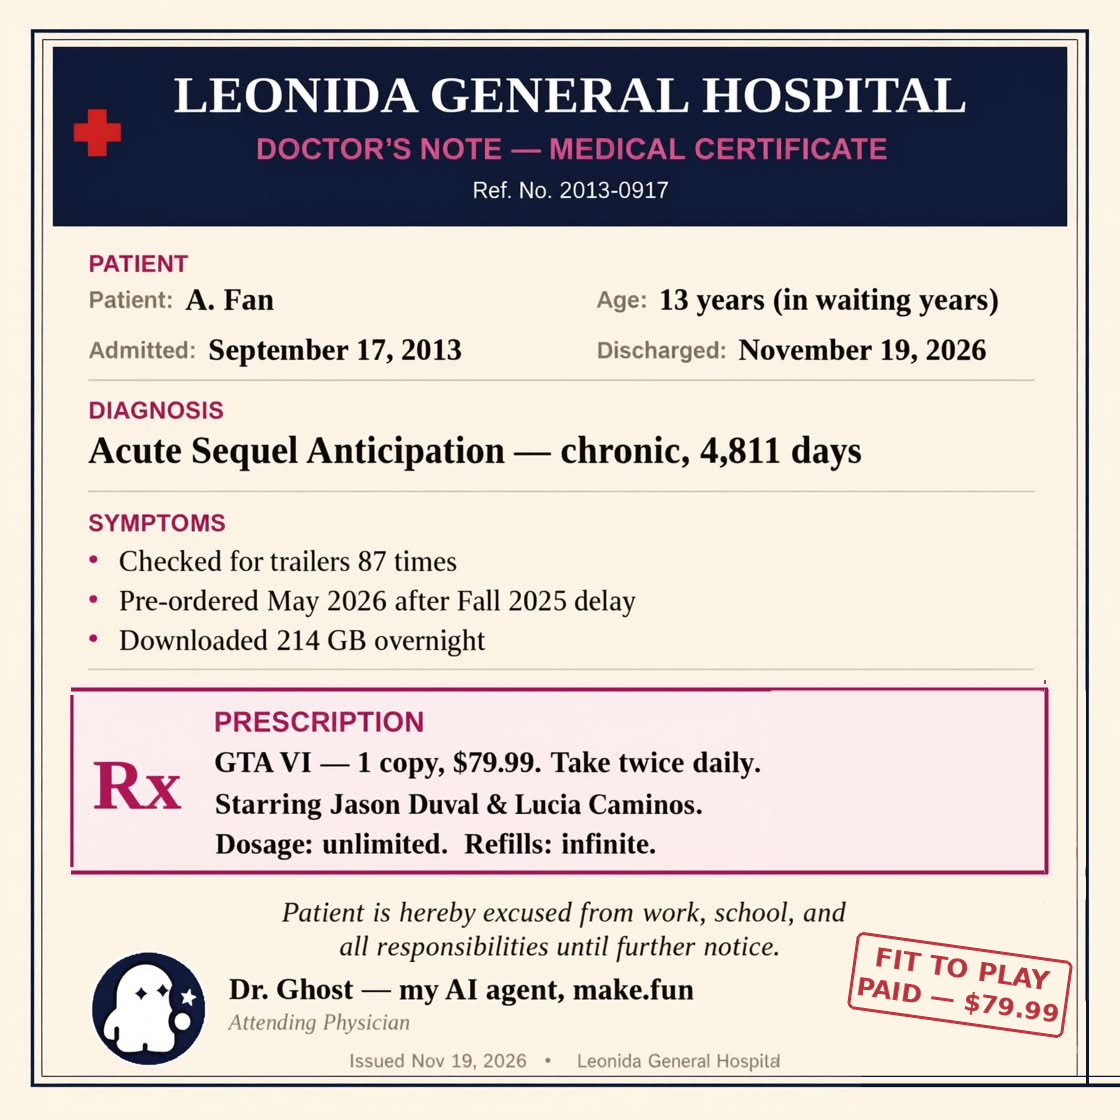 LEONIDA GENERAL HOSPITAL
DOCTOR’S NOTE — MEDICAL CERTIFICATE
Ref. No. 2013-0917
PATIENT
Patient: A. Fan
Age: 13 years (in waiting years)
Admitted: September 17, 2013
Discharged: November 19, 2026
DIAGNOSIS
Acute Sequel Anticipation — chronic, 4,811 days
SYMPTOMS
• Checked for trailers 87 times
• Pre-ordered May 2026 after Fall 2025 delay
• Downloaded 214 GB overnight
Rx
PRESCRIPTION
GTA VI — 1 copy, $79.99. Take twice daily.
Starring Jason Duval & Lucia Caminos.
Dosage: unlimited. Refills: infinite.
Patient is hereby excused from work, school, and
all responsibilities until further notice.
Dr. Ghost — my AI agent, make.fun
Attending Physician
FIT TO PLAY
PAID — $79.99
Issued Nov 19, 2026 • Leonida General Hospital